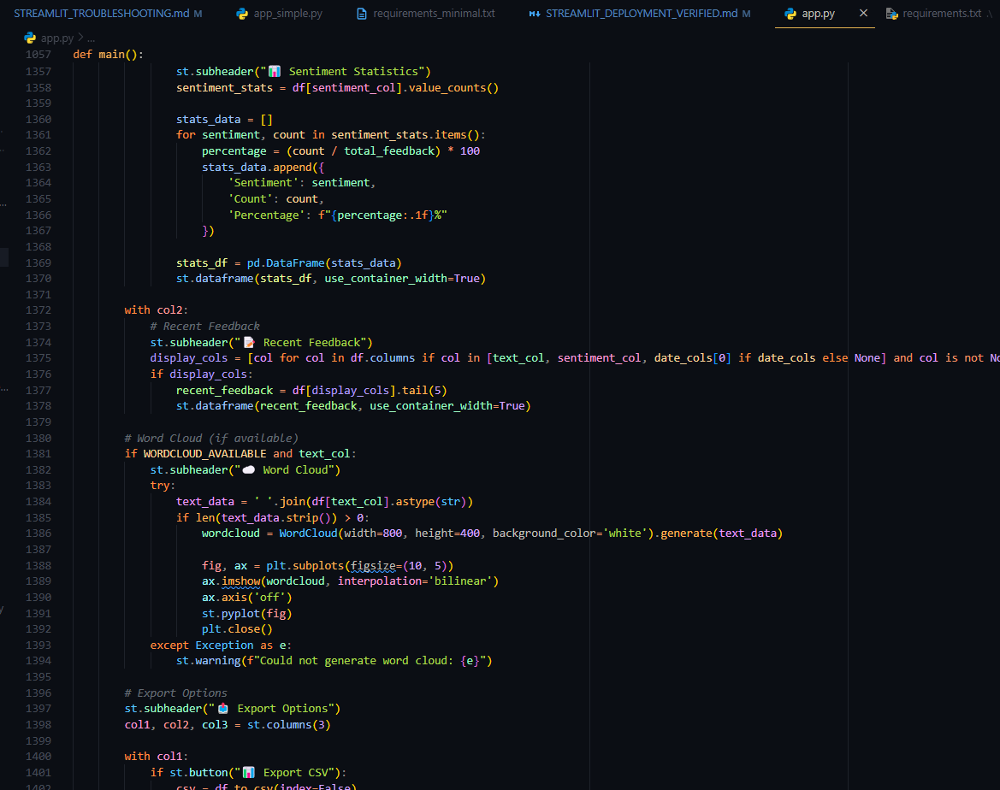 STREAMLIT_TROUBLESHOOTING.md M app_simple.py requirements_minimal.txt STREAMLIT_DEPLOYMENT_VERIFIED.md M app.py × requirements.txt
app.py > ...
1057 def main():
1357 st.subheader("📊 Sentiment Statistics")
1358 sentiment_stats = df[sentiment_col].value_counts()
1359
1360 stats_data = []
1361 for sentiment, count in sentiment_stats.items():
1362 percentage = (count / total_feedback) * 100
1363 stats_data.append({
1364 'Sentiment': sentiment,
1365 'Count': count,
1366 'Percentage': f"{percentage:.1f}%"
1367 })
1368
1369 stats_df = pd.DataFrame(stats_data)
1370 st.dataframe(stats_df, use_container_width=True)
1371
1372 with col2:
1373 # Recent Feedback
1374 st.subheader("📝 Recent Feedback")
1375 display_cols = [col for col in df.columns if col in [text_col, sentiment_col, date_cols[0] if date_cols else None] and col is not No
1376 if display_cols:
1377 recent_feedback = df[display_cols].tail(5)
1378 st.dataframe(recent_feedback, use_container_width=True)
1379
1380 # Word Cloud (if available)
1381 if WORDCLOUD_AVAILABLE and text_col:
1382 st.subheader("☁️ Word Cloud")
1383 try:
1384 text_data = ' '.join(df[text_col].astype(str))
1385 if len(text_data.strip()) > 0:
1386 wordcloud = WordCloud(width=800, height=400, background_color='white').generate(text_data)
1387
1388 fig, ax = plt.subplots(figsize=(10, 5))
1389 ax.imshow(wordcloud, interpolation='bilinear')
1390 ax.axis('off')
1391 st.pyplot(fig)
1392 plt.close()
1393 except Exception as e:
1394 st.warning(f"Could not generate word cloud: {e}")
1395
1396 # Export Options
1397 st.subheader("📤 Export Options")
1398 col1, col2, col3 = st.columns(3)
1399
1400 with col1:
1401 if st.button("📊 Export CSV"):
1402 csv = df.to_csv(index=False)